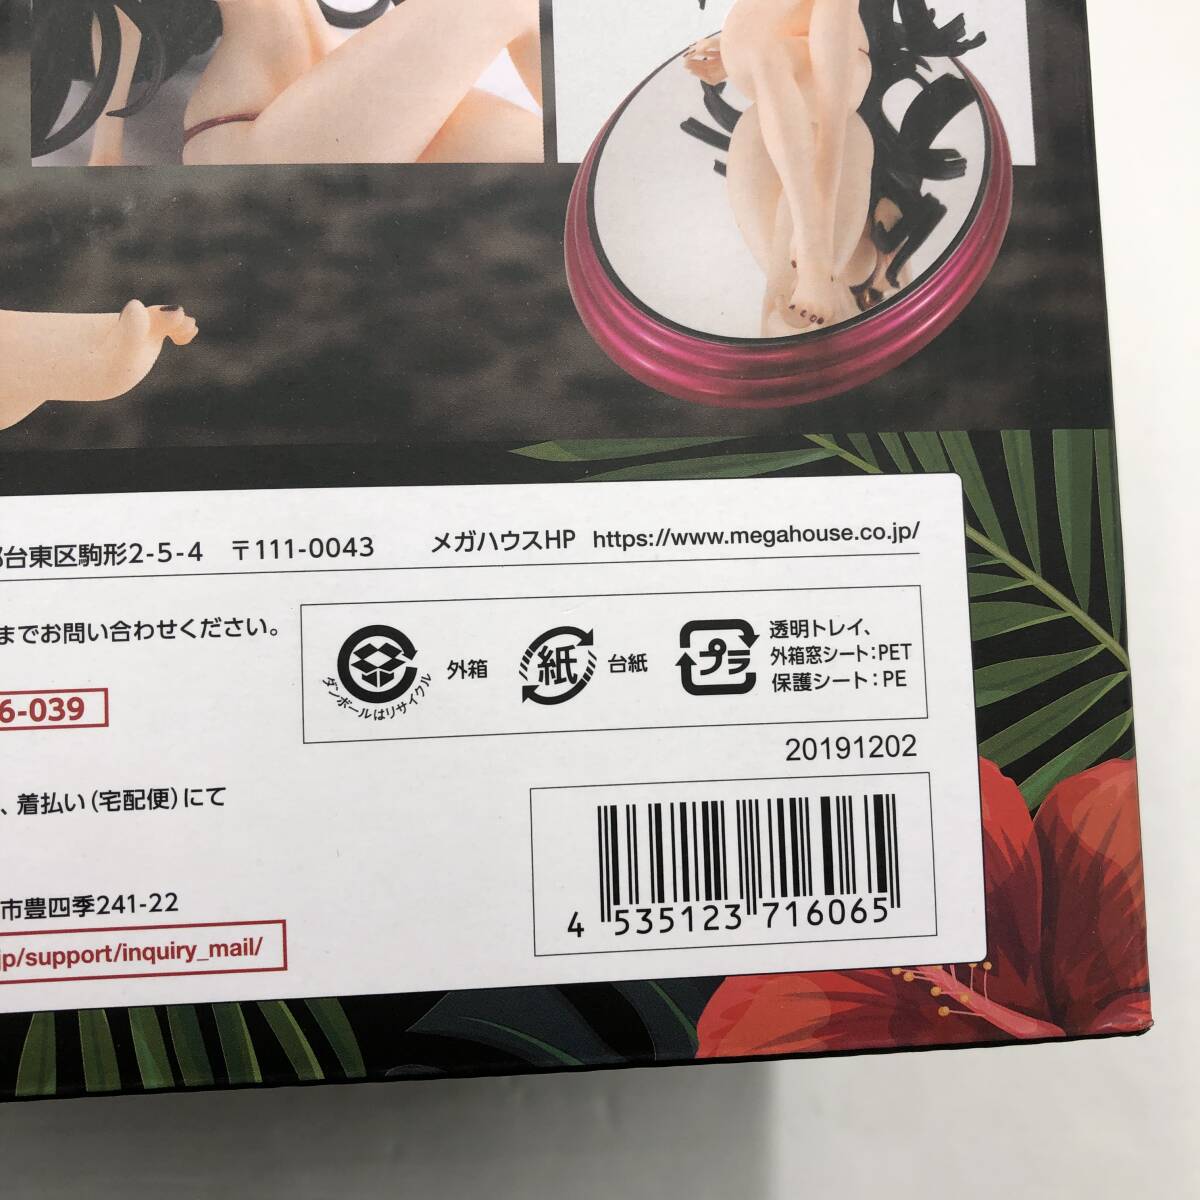 台東区駒形2-5-4 〒111-0043 メガハウスHP https://www.megahouse.co.jp/
までお問い合わせください。
6-039
ダンボールはリサイクル
外箱
紙
台紙
プラ
透明トレイ、
外箱窓シート:PET
保護シート:PE
20191202
、着払い(宅配便)にて
市豊四季241-22
jp/support/inquiry_mail/
4 535123 716065